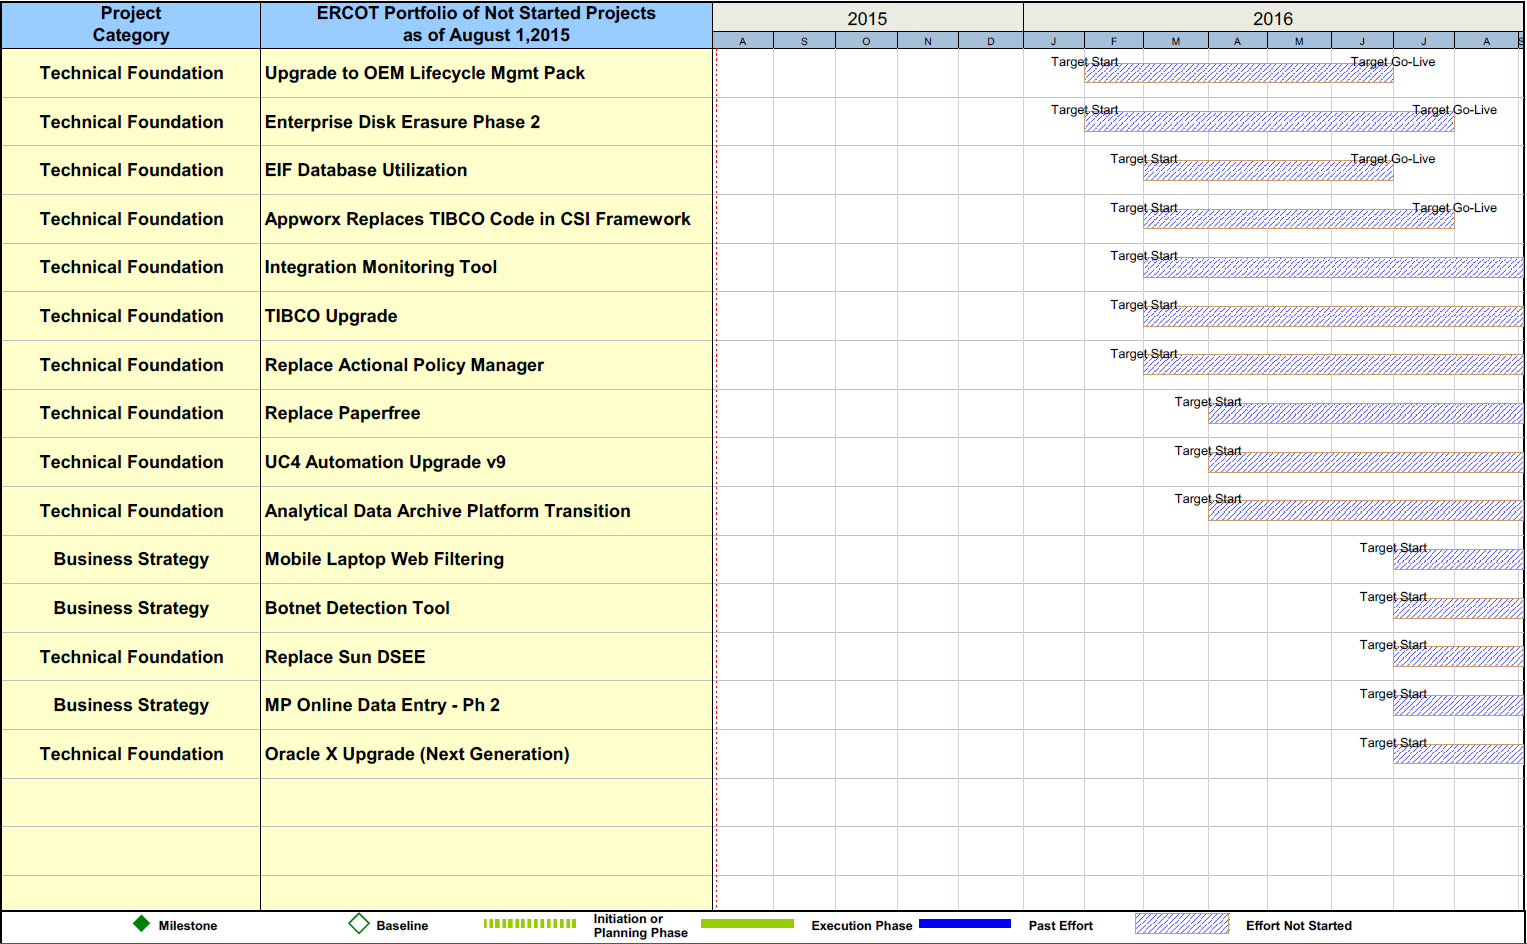 Project
Category
ERCOT Portfolio of Not Started Projects
as of August 1,2015
2015
2016
A S O N D J F M A M J J A S
Technical Foundation Upgrade to OEM Lifecycle Mgmt Pack Target Start Target Go-Live
Technical Foundation Enterprise Disk Erasure Phase 2 Target Start Target Go-Live
Technical Foundation EIF Database Utilization Target Start Target Go-Live
Technical Foundation Appworx Replaces TIBCO Code in CSI Framework Target Start Target Go-Live
Technical Foundation Integration Monitoring Tool Target Start
Technical Foundation TIBCO Upgrade Target Start
Technical Foundation Replace Actional Policy Manager Target Start
Technical Foundation Replace Paperfree Target Start
Technical Foundation UC4 Automation Upgrade v9 Target Start
Technical Foundation Analytical Data Archive Platform Transition Target Start
Business Strategy Mobile Laptop Web Filtering Target Start
Business Strategy Botnet Detection Tool Target Start
Technical Foundation Replace Sun DSEE Target Start
Business Strategy MP Online Data Entry - Ph 2 Target Start
Technical Foundation Oracle X Upgrade (Next Generation) Target Start
Milestone
Baseline
Initiation or
Planning Phase
Execution Phase
Past Effort
Effort Not Started